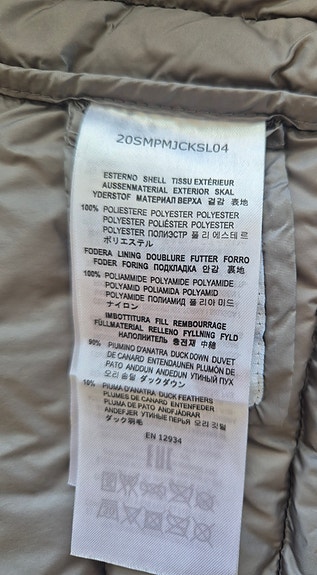 20SMPMJCKSL04
ESTERNO SHELL TISSU EXTÉRIEUR
AUSSENMATERIAL EXTERIOR SKAL
YDERSTOF МАТЕРИАЛ ВЕРХА 겉감 表地
100% POLIESTERE POLYESTER POLYESTER
POLYESTER POLIÉSTER POLYESTER
POLYESTER ПОЛИЭСТР 폴리에스테르
ポリエステル
FODERA LINING DOUBLURE FUTTER FORRO
FODER FORING ПОДКЛАДКА 안감 裏地
100% POLIAMMIDE POLYAMIDE POLYAMIDE
POLYAMID POLIAMIDA POLYAMID
POLYAMID ПОЛИАМИД 폴리아미드
ナイロン
IMBOTTITURA FILL REMBOURRAGE
FÜLLMATERIAL RELLENO FYLLNING FYLD
НАПОЛНИТЕЛЬ 충전재 中綿
90% PIUMINO D'ANATRA DUCK DOWN DUVET
DE CANARD ENTENDAUNEN PLUMÓN DE
PATO ANDDUN ANDEDUN УТИНЫЙ ПУХ
오리 솜털 ダックダウン
10% PIUMA D'ANATRA DUCK FEATHERS
PLUMES DE CANARD ENTENFEDER
PLUMA DE PATO ANDFJÄDRAR
ANDEFJER УТИНЫЕ ПЕРЬЯ 오리 깃털
ダック羽毛
EN 12934